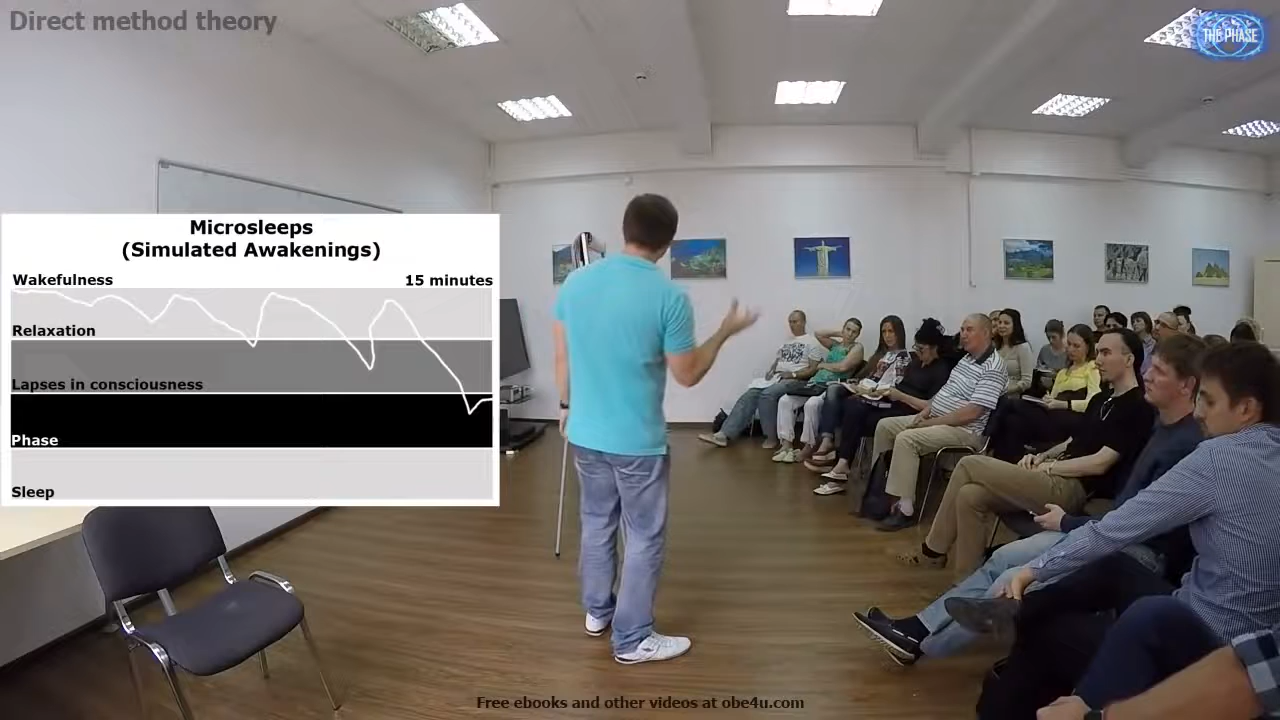 Direct method theory
THE PHASE
Microsleeps
(Simulated Awakenings)
Wakefulness 15 minutes
Relaxation
Lapses in consciousness
Phase
Sleep
Free ebooks and other videos at obe4u.com